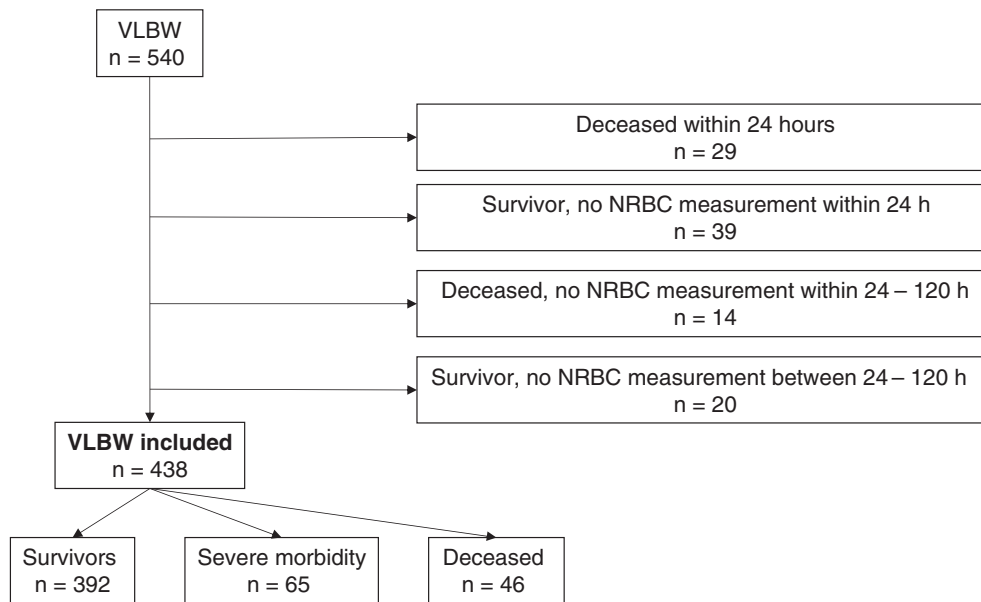 VLBW
n = 540
Deceased within 24 hours
n = 29
Survivor, no NRBC measurement within 24 h
n = 39
Deceased, no NRBC measurement within 24 – 120 h
n = 14
Survivor, no NRBC measurement between 24 – 120 h
n = 20
VLBW included
n = 438
Survivors
n = 392
Severe morbidity
n = 65
Deceased
n = 46